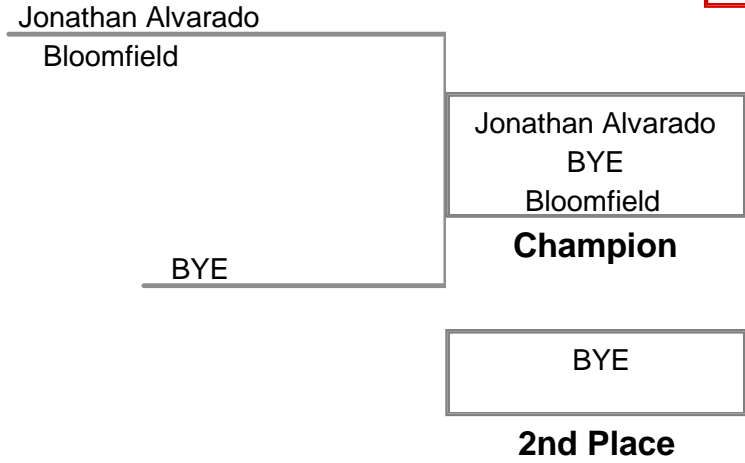 Jonathan Alvarado
Bloomfield
Jonathan Alvarado
BYE
Bloomfield
Champion
BYE
BYE
2nd Place